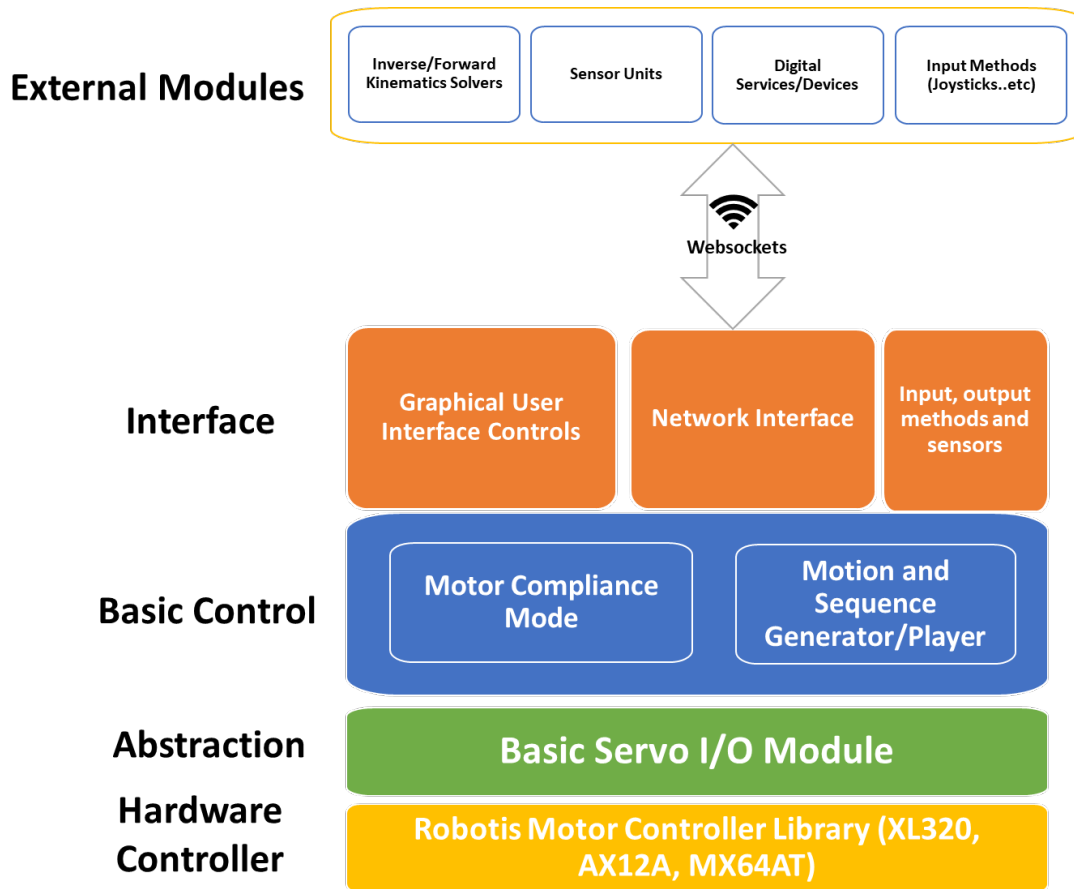 External Modules
Inverse/Forward
Kinematics Solvers
Sensor Units
Digital
Services/Devices
Input Methods
(Joysticks..etc)
Websockets
Interface
Graphical User
Interface Controls
Network Interface
Input, output
methods and
sensors
Basic Control
Motor Compliance
Mode
Motion and
Sequence
Generator/Player
Abstraction
Basic Servo I/O Module
Hardware
Controller
Robotis Motor Controller Library (XL320,
AX12A, MX64AT)